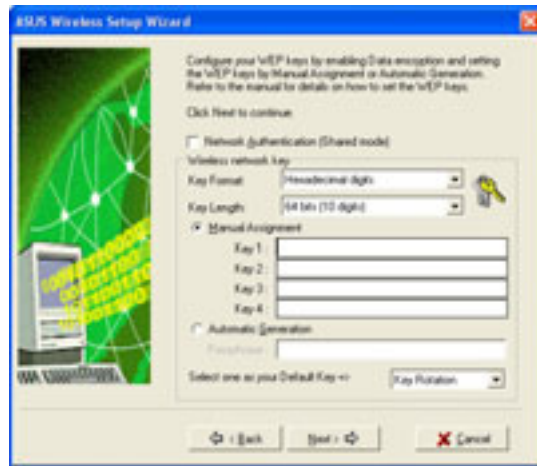 ASUS Wireless Setup Wizard
Configure your WEP keys by enabling Data encryption and setting
the WEP keys by Manual Assignment or Automatic Generation.
Refer to the manual for details on how to set the WEP keys.
Click Next to continue.
Network Authentication (Shared mode)
Wireless network key
Key Format: Hexadecimal digits
Key Length: 64 bits (10 digits)
Manual Assignment
Key 1 :
Key 2 :
Key 3 :
Key 4 :
Automatic Generation
Passphrase :
Select one as your Default Key => Key Rotation
< Back Next > Cancel